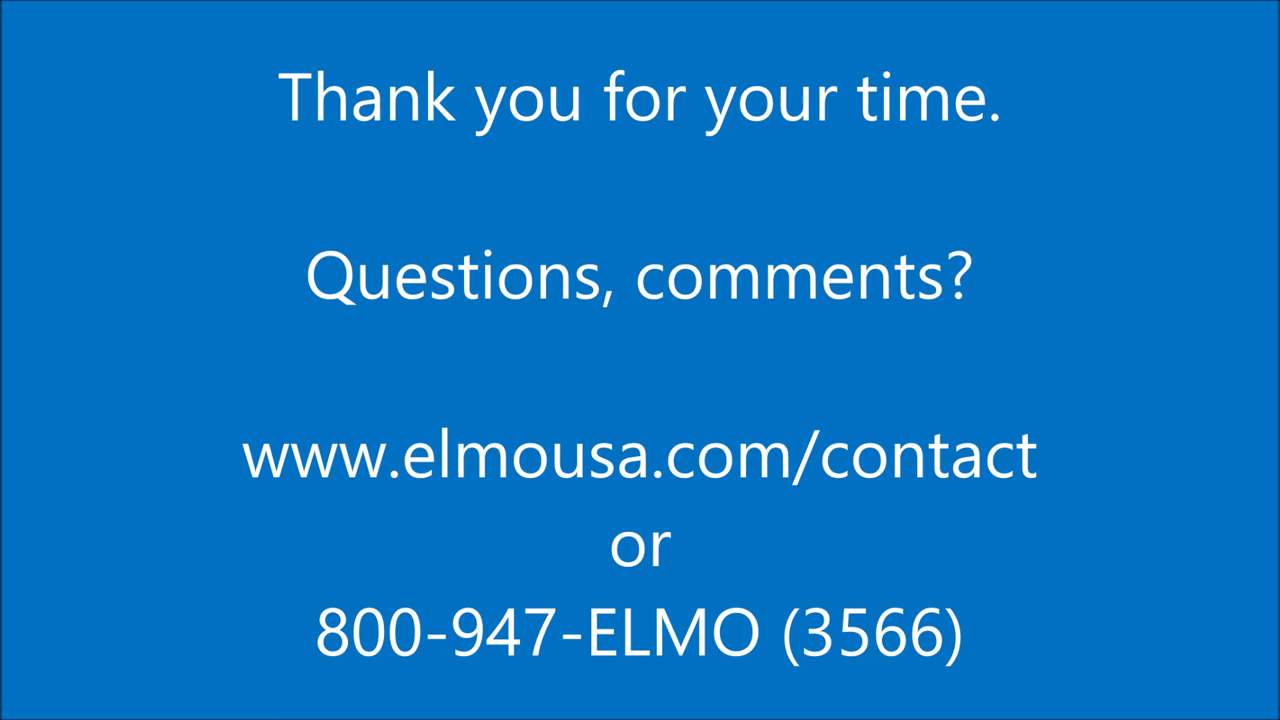 Thank you for your time.
Questions, comments?
www.elmousa.com/contact
or
800-947-ELMO (3566)